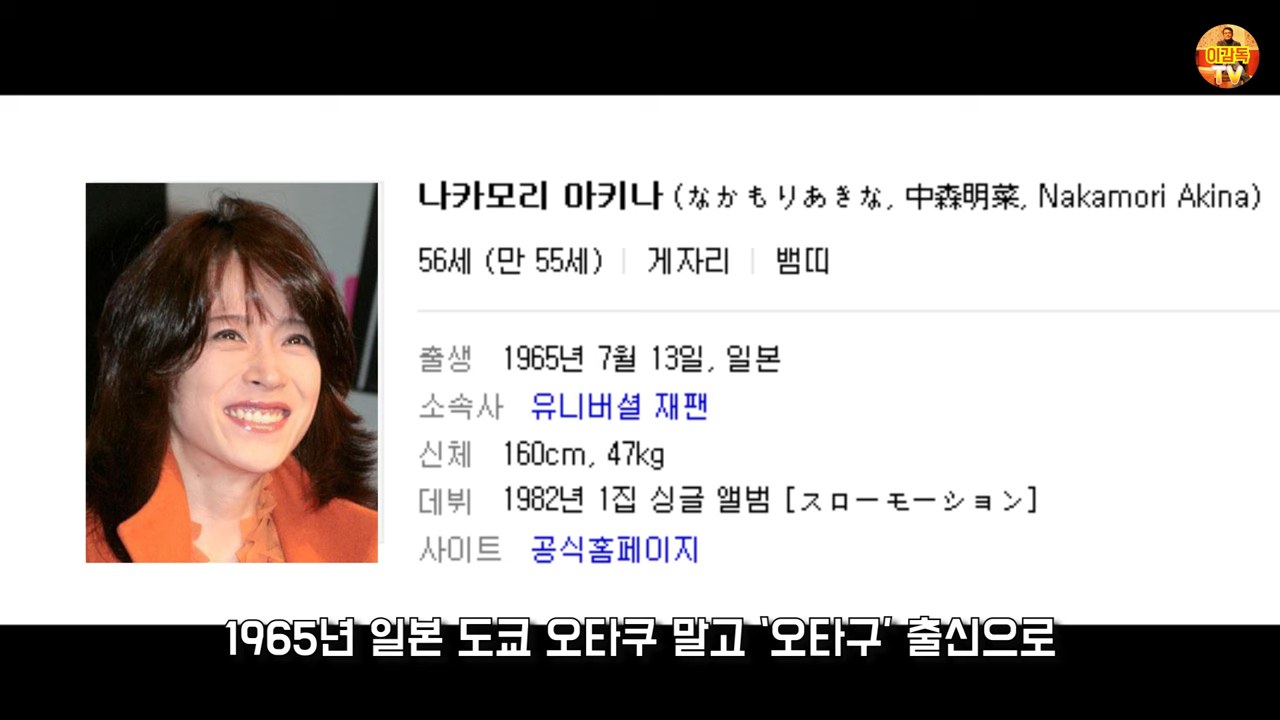 이감독
TV
나카모리 아키나 (なかもりあきな, 中森明菜, Nakamori Akina)
56세 (만 55세) | 게자리 | 뱀띠
출생 1965년 7월 13일, 일본
소속사 유니버셜 재팬
신체 160cm, 47kg
데뷔 1982년 1집 싱글 앨범 [スローモーション]
사이트 공식홈페이지
1965년 일본 도쿄 오타쿠 말고 '오타구' 출신으로